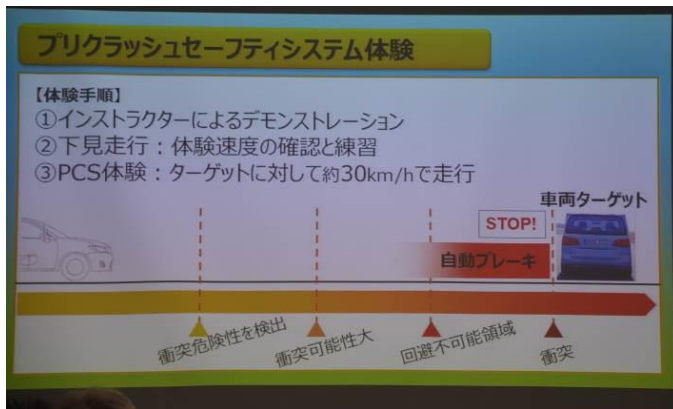 プリクラッシュセーフティシステム体験
【体験手順】
①インストラクターによるデモンストレーション
②下見走行：体験速度の確認と練習
③PCS体験：ターゲットに対して約30km/hで走行
車両ターゲット
STOP!
自動ブレーキ
衝突危険性を検出
衝突可能性大
回避不可能領域
衝突